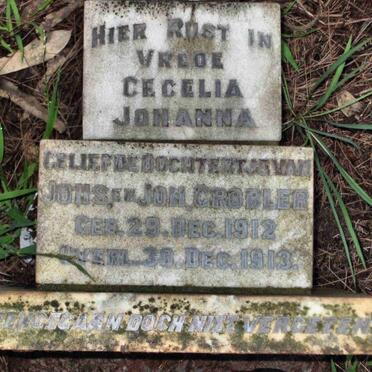 HIER RUST IN
VREDE
CECELIA
JOHANNA
GELIEFDE DOCHTERTJE VAN
JOHS EN JOH. GROBLER
GEB. 29. DEC. 1912
OVERL. 30. DEC. 1913.
DOCH NIET VERGETEN